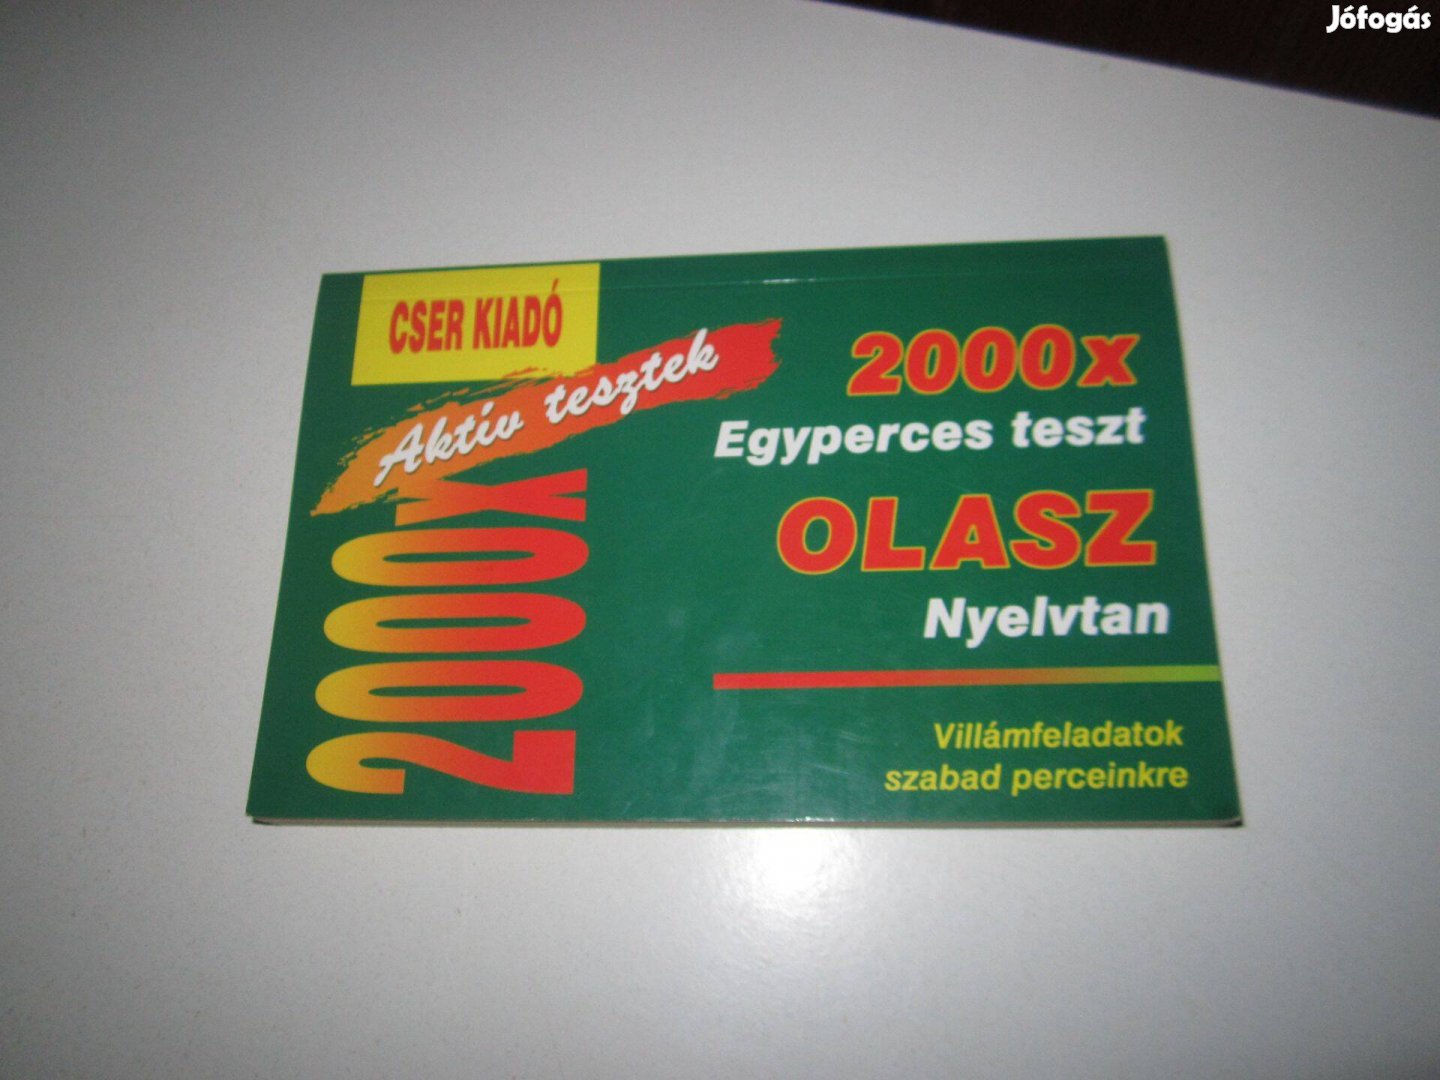 Jófogás
CSER KIADÓ
Aktív tesztek
2000X
2000x
Egyperces teszt
OLASZ
Nyelvtan
Villámfeladatok
szabad perceinkre